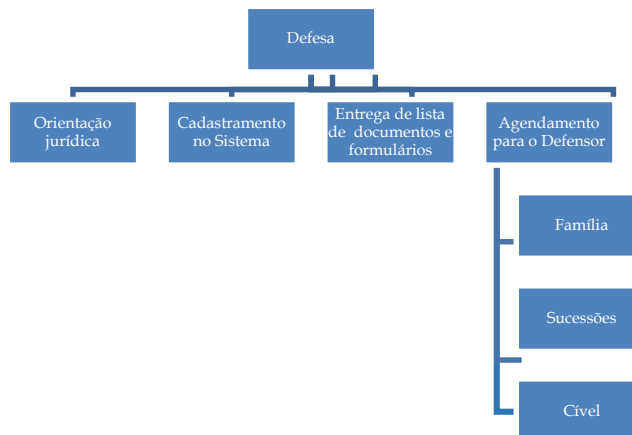 Defesa
Orientação
jurídica
Cadastramento
no Sistema
Entrega de lista
de documentos e
formulários
Agendamento
para o Defensor
Família
Sucessões
Cível